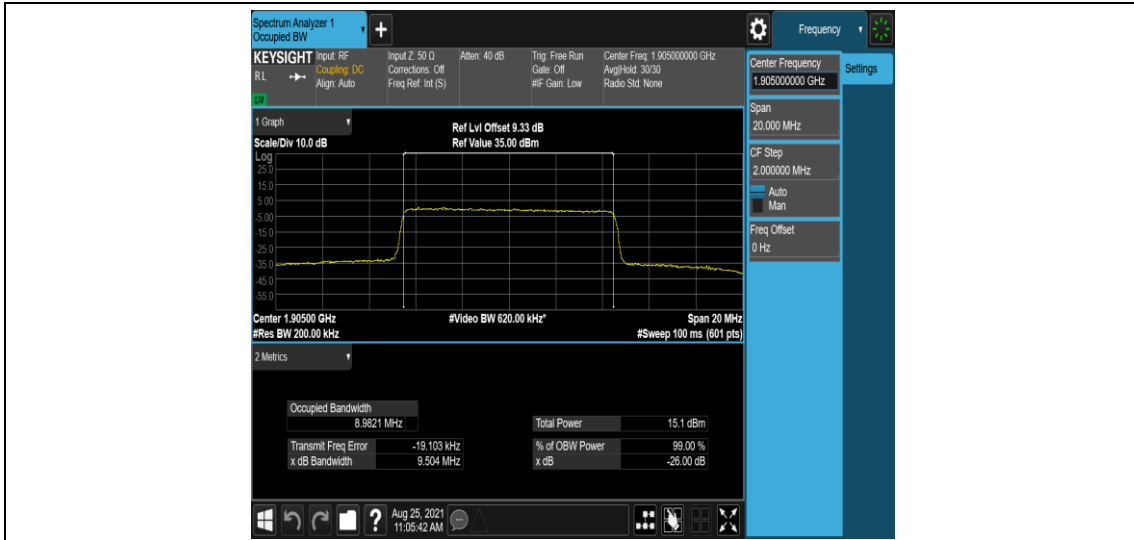 Spectrum Analyzer 1
Occupied BW
+
Frequency
KEYSIGHT
RL
Input: RF
Coupling: DC
Align: Auto
Input Z: 50 Ω
Corrections: Off
Freq Ref: Int (S)
Atten: 40 dB
Trig: Free Run
Gate: Off
#IF Gain: Low
Center Freq: 1.905000000 GHz
Avg|Hold: 30/30
Radio Std: None
1 Graph
Scale/Div 10.0 dB
Ref Lvl Offset 9.33 dB
Ref Value 35.00 dBm
Log
25.0
15.0
5.00
-5.00
-15.0
-25.0
-35.0
-45.0
-55.0
Center 1.90500 GHz
#Res BW 200.00 kHz
#Video BW 620.00 kHz*
Span 20 MHz
#Sweep 100 ms (601 pts)
2 Metrics
Occupied Bandwidth
8.9821 MHz
Transmit Freq Error -19.103 kHz
x dB Bandwidth 9.504 MHz
Total Power 15.1 dBm
% of OBW Power 99.00 %
x dB -26.00 dB
Center Frequency
1.905000000 GHz
Settings
Span
20.000 MHz
CF Step
2.000000 MHz
Auto
Man
Freq Offset
0 Hz
?
Aug 25, 2021
11:05:42 AM